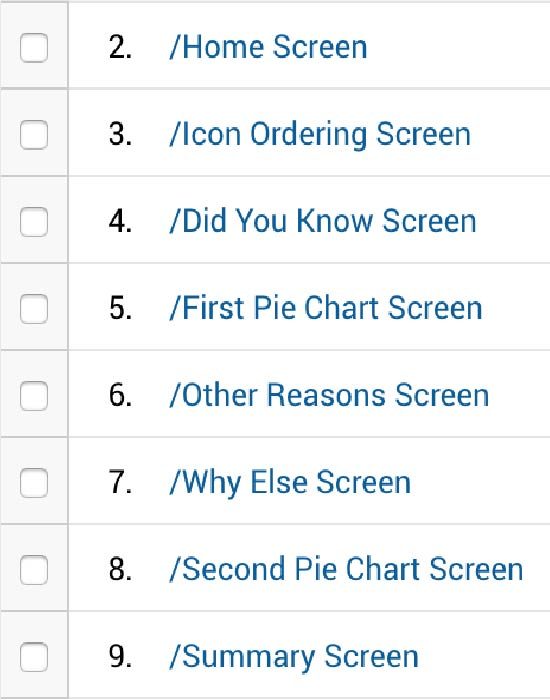 2. /Home Screen
3. /Icon Ordering Screen
4. /Did You Know Screen
5. /First Pie Chart Screen
6. /Other Reasons Screen
7. /Why Else Screen
8. /Second Pie Chart Screen
9. /Summary Screen